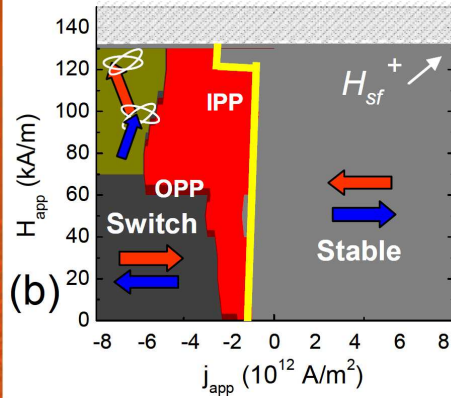 140
120
100
80
60
40
20
0
H_app (kA/m)
(b)
H_sf^+
IPP
OPP
Switch
Stable
-8 -6 -4 -2 0 2 4 6 8
j_app (10^12 A/m^2)